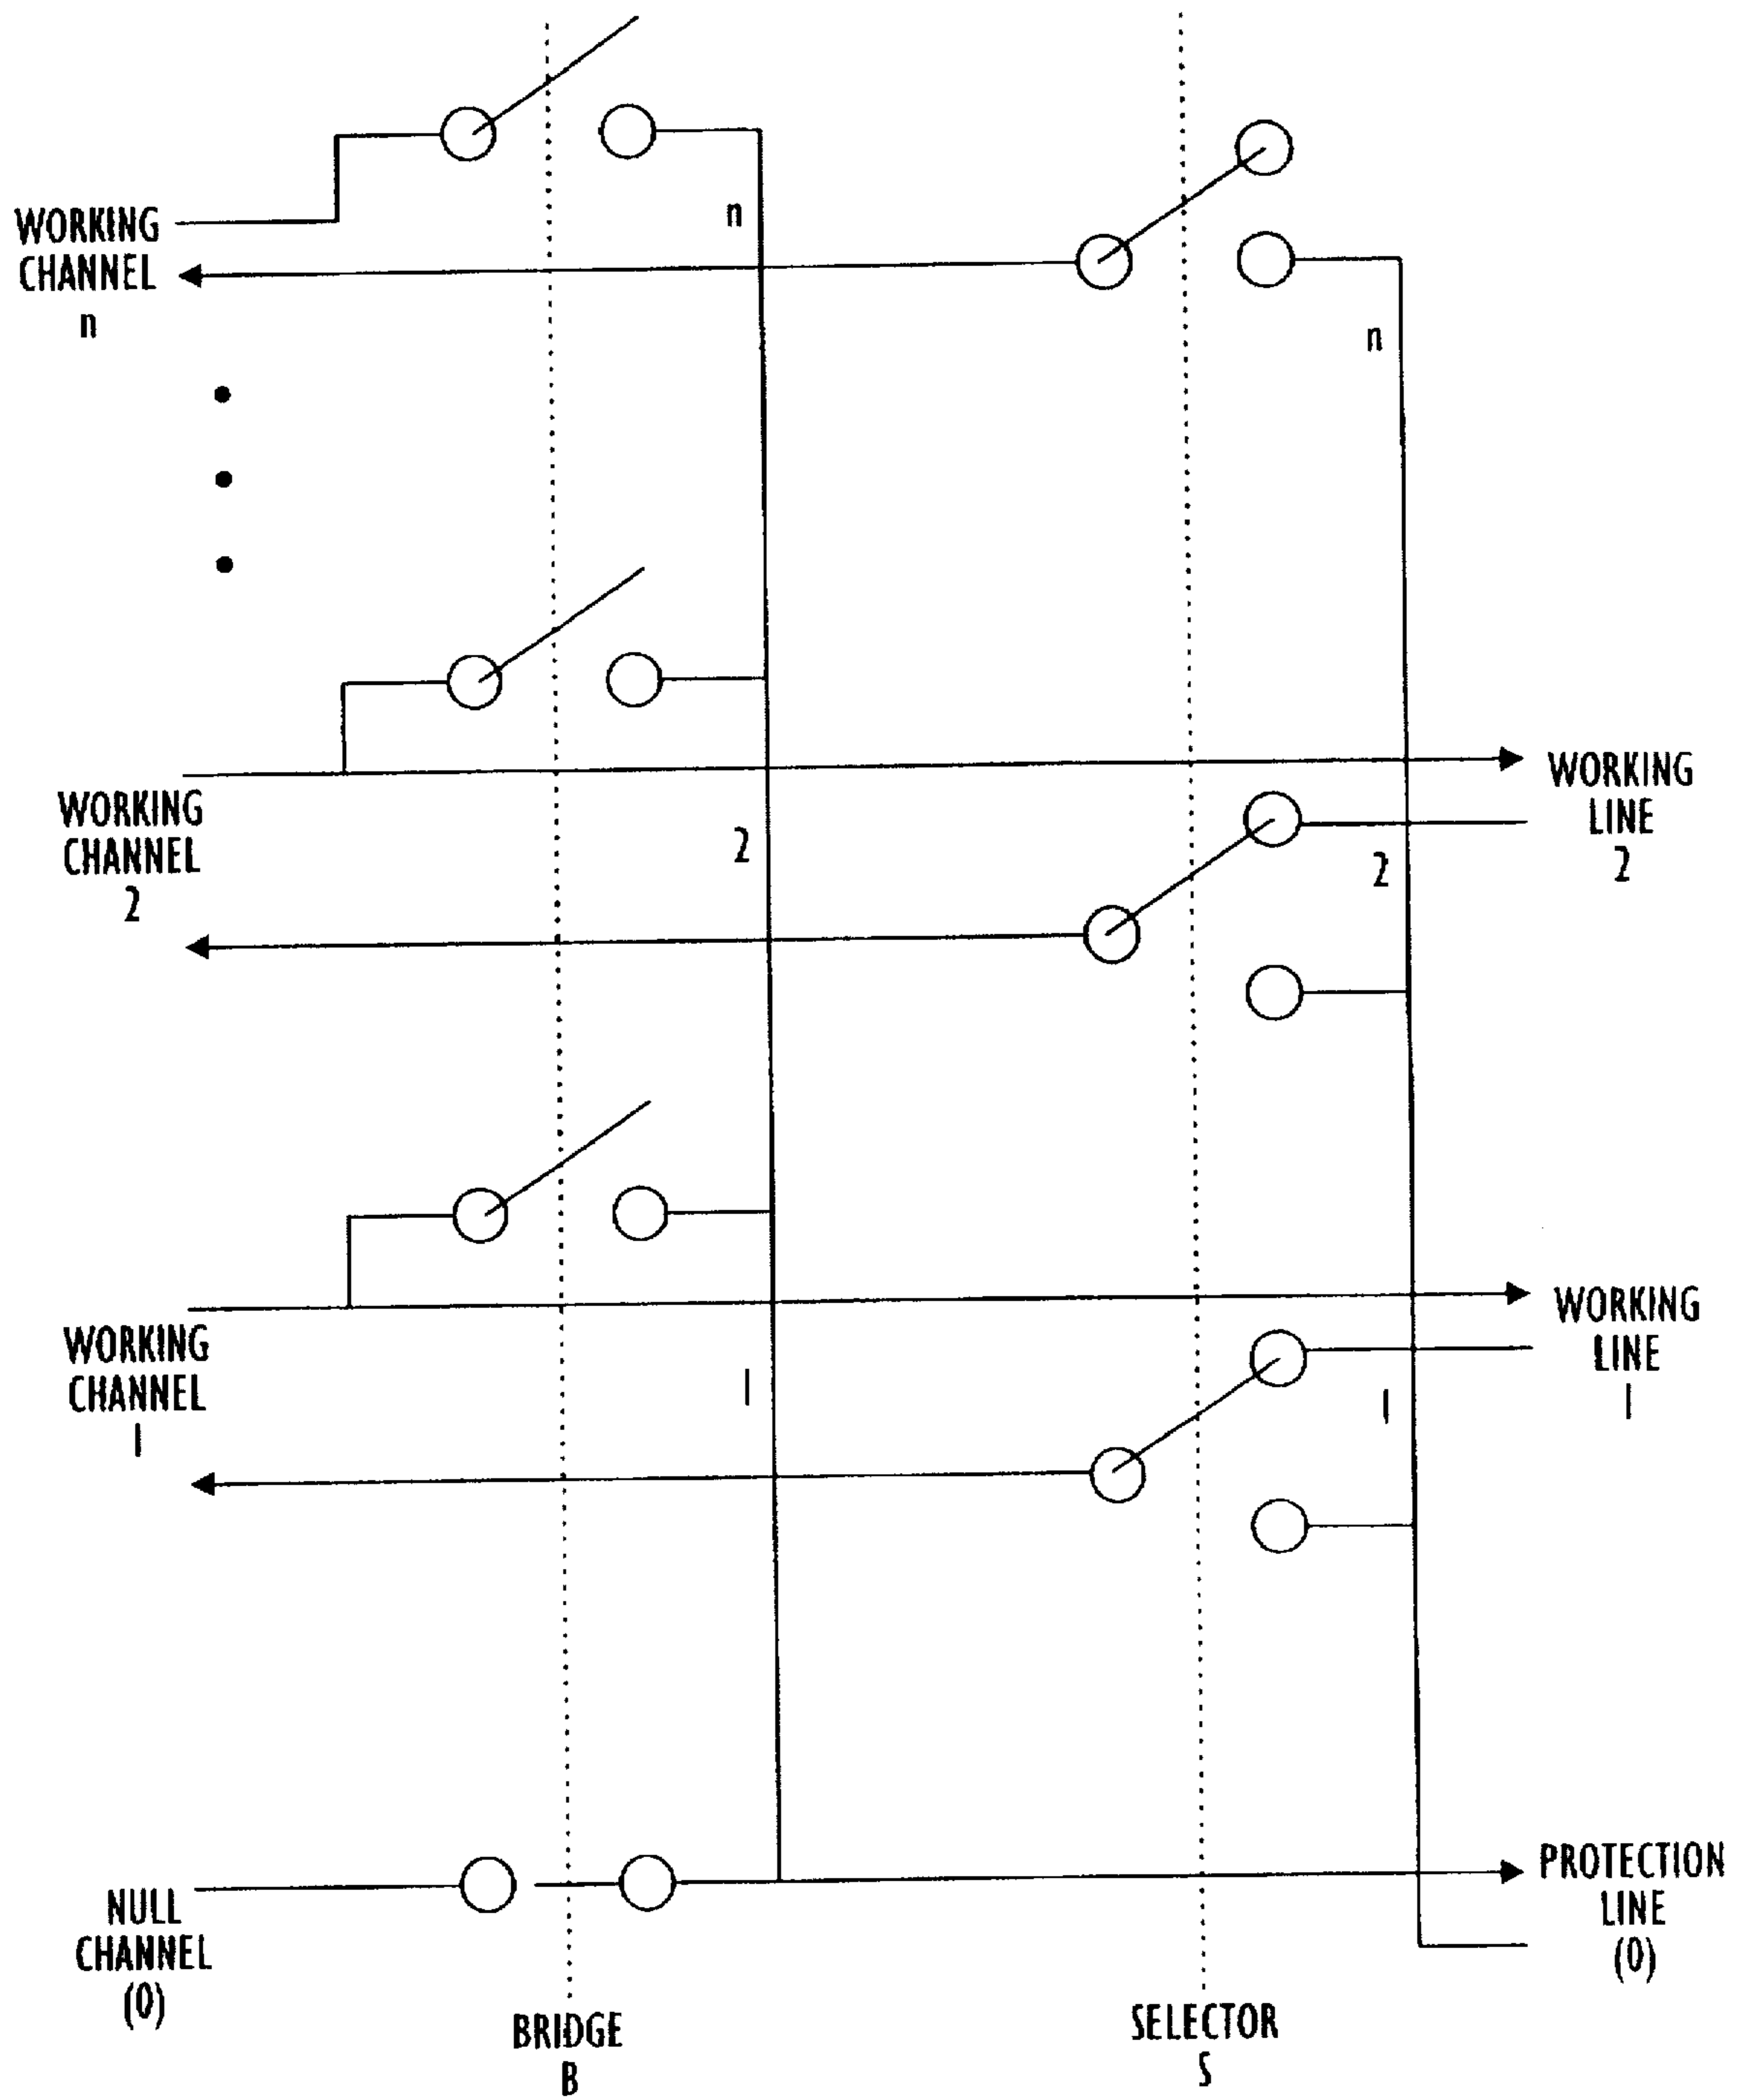 WORKING
CHANNEL
n
n
n
WORKING
CHANNEL
2
2
2
WORKING
LINE
2
WORKING
CHANNEL
1
1
1
WORKING
LINE
1
NULL
CHANNEL
(0)
PROTECTION
LINE
(0)
BRIDGE
B
SELECTOR
S